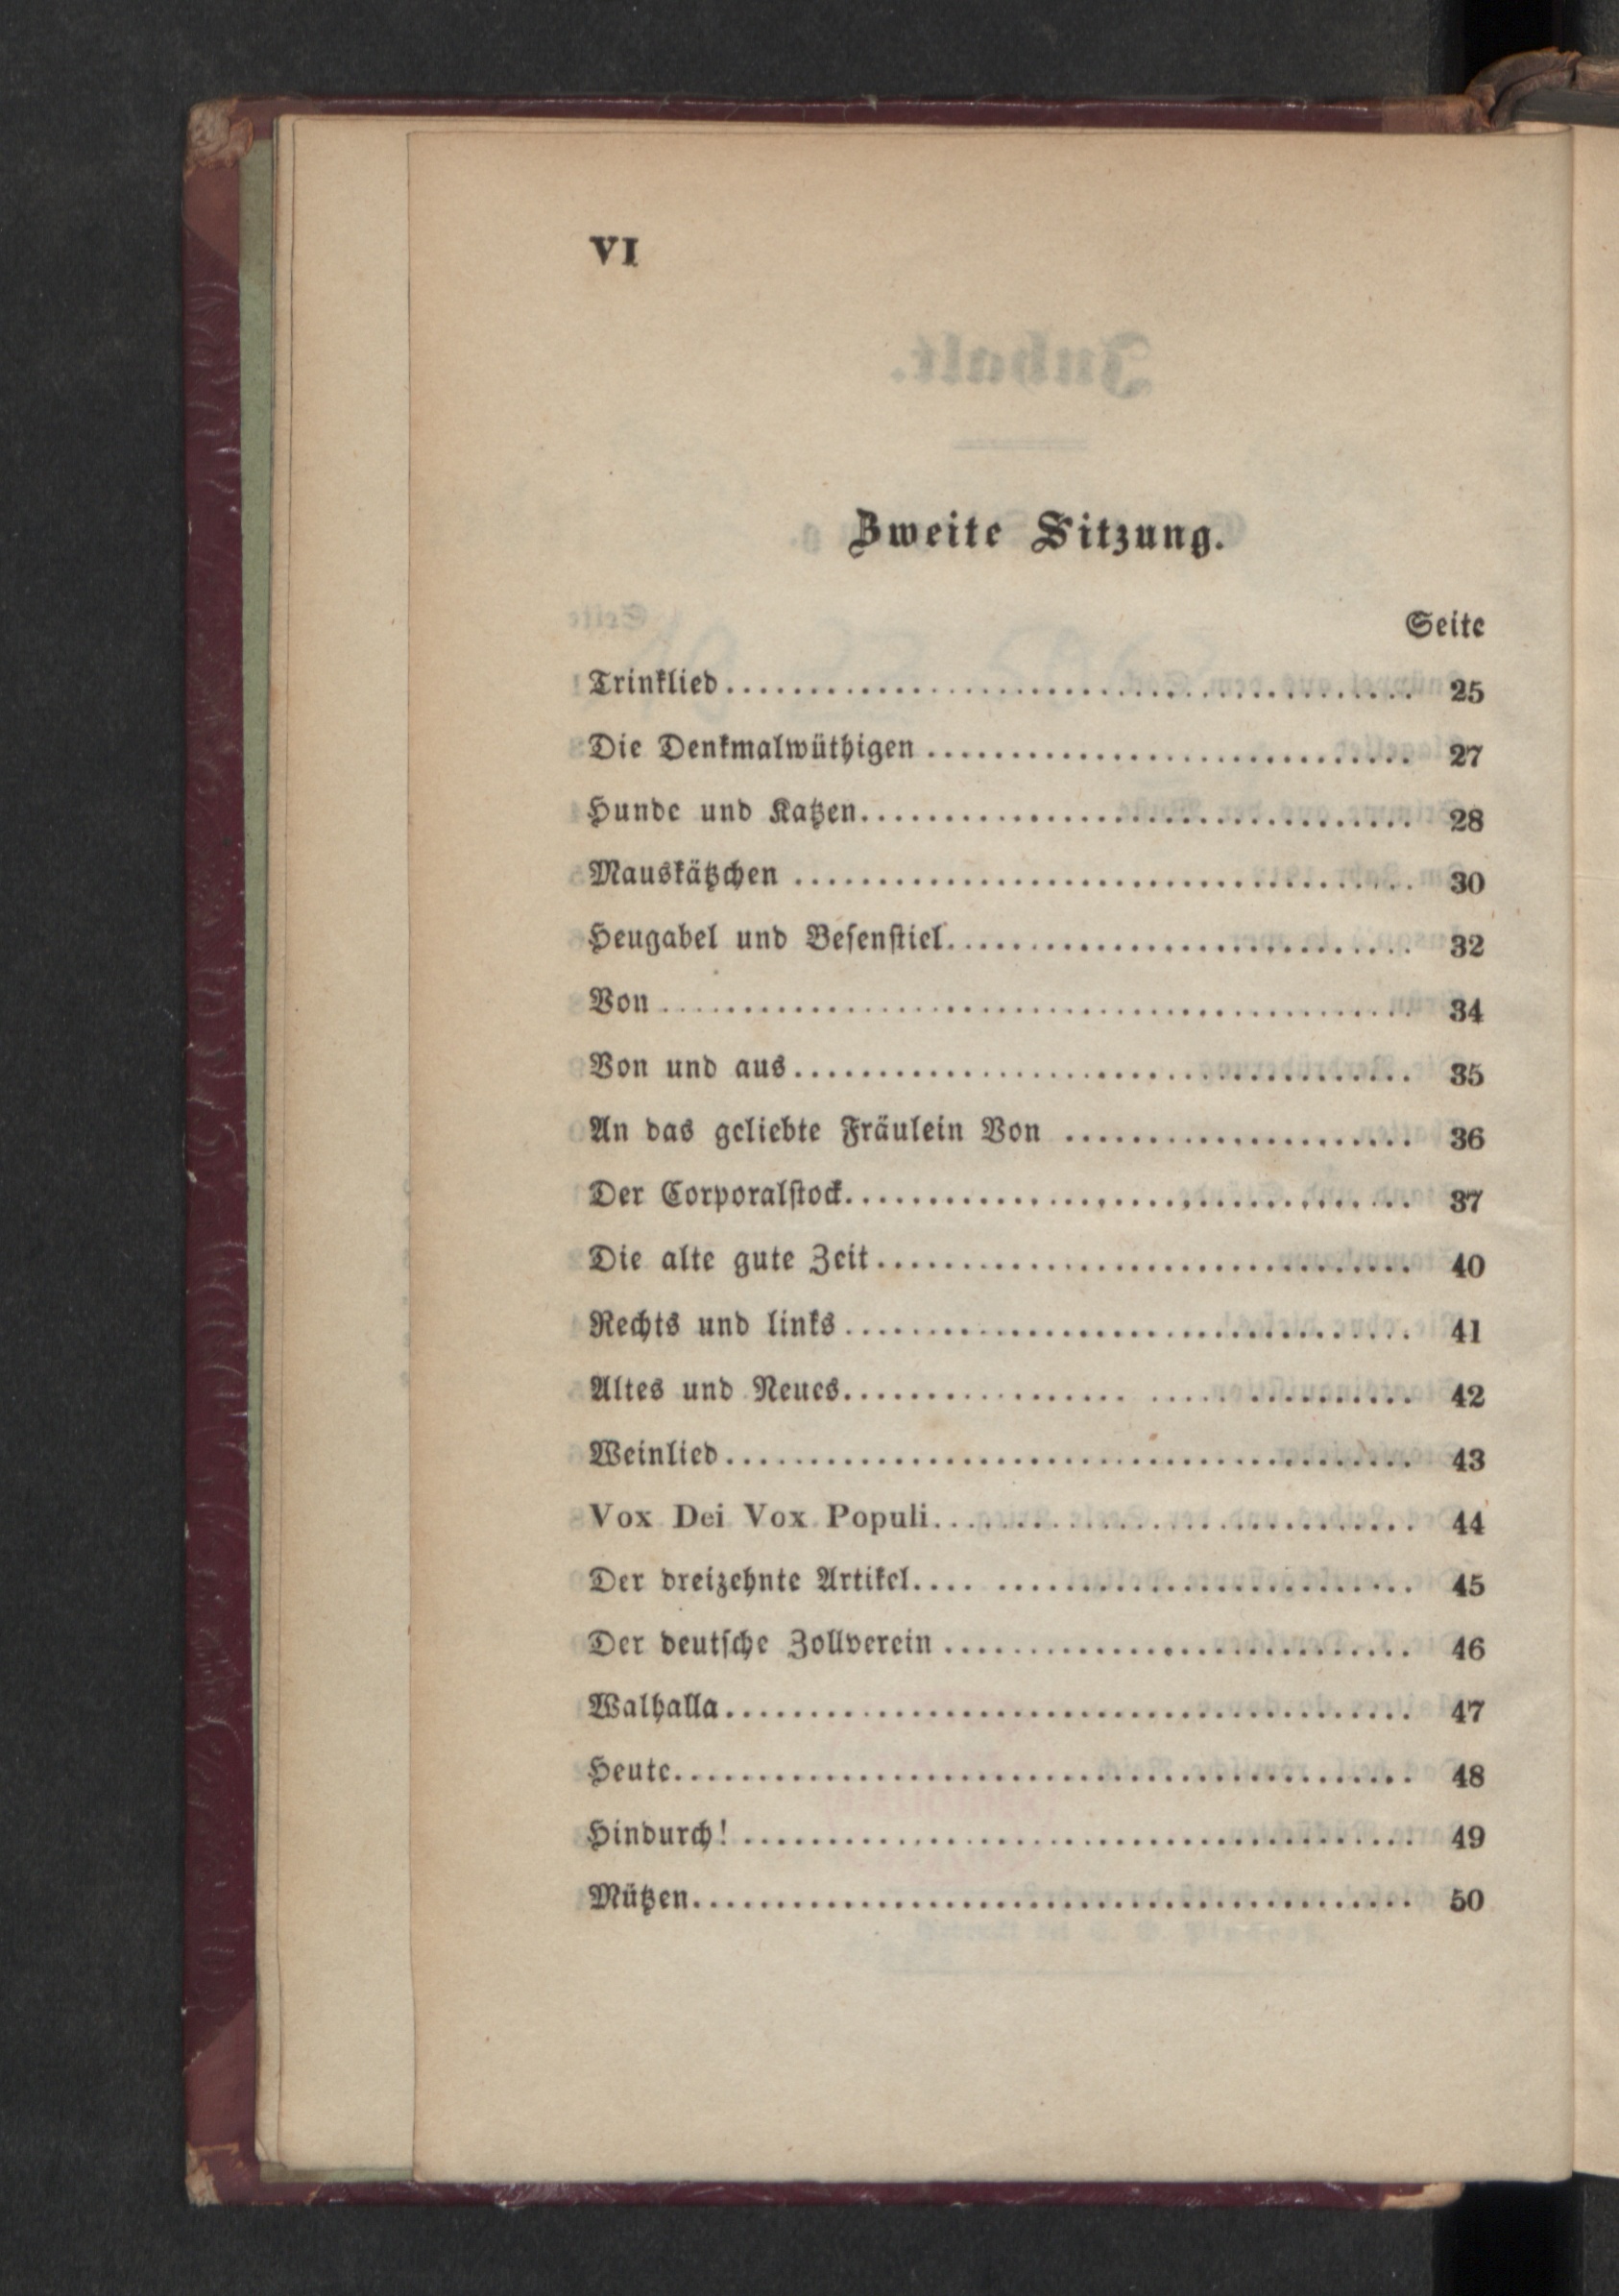 VI
Zweite Sitzung.
Seite
Trinklied........................................ 25
Die Denkmalwüthigen............................. 27
Hunde und Katzen................................. 28
Mauskätzchen..................................... 30
Heugabel und Beſenſtiel.......................... 32
Von.............................................. 34
Von und aus...................................... 35
An das geliebte Fräulein Von..................... 36
Der Corporalſtock................................ 37
Die alte gute Zeit............................... 40
Rechts und links................................. 41
Altes und Neues.................................. 42
Weinlied......................................... 43
Vox Dei Vox Populi............................... 44
Der dreizehnte Artikel........................... 45
Der deutſche Zollverein.......................... 46
Walhalla......................................... 47
Heute............................................ 48
Hindurch!........................................ 49
Mützen........................................... 50